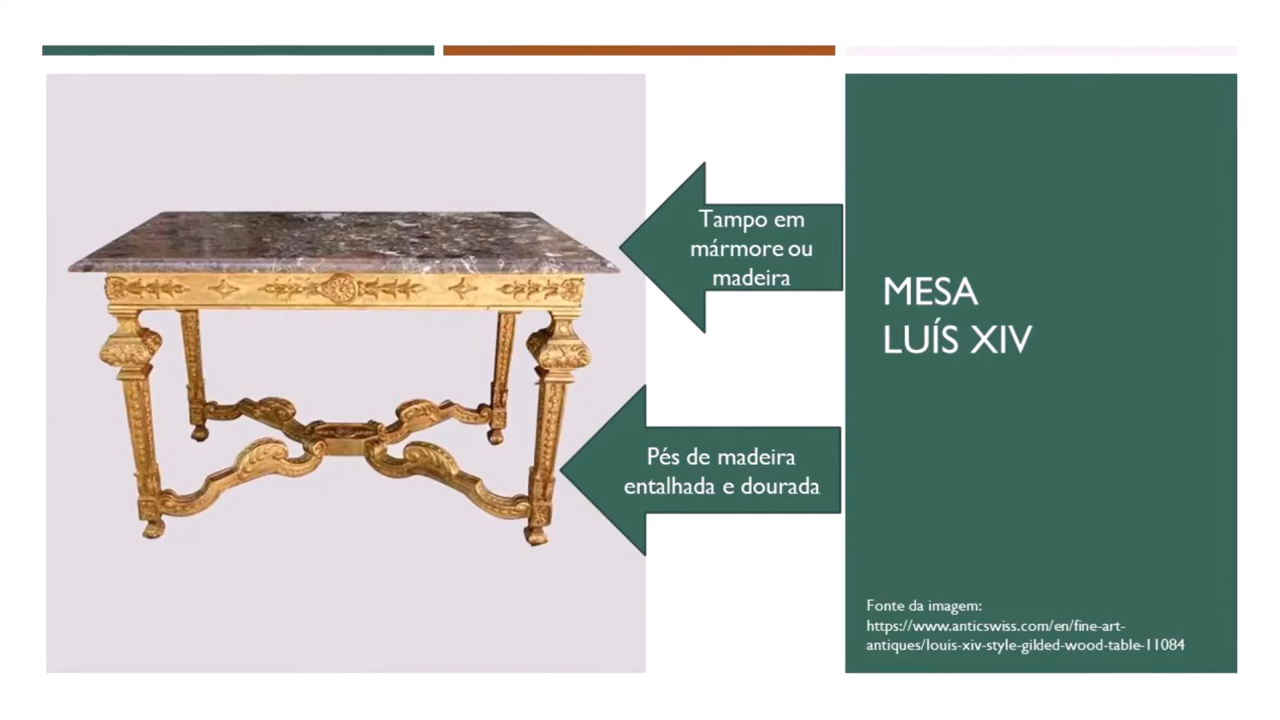 Tampo em
mármore ou
madeira
Pés de madeira
entalhada e dourada
MESA
LUÍS XIV
Fonte da imagem:
https://www.anticswiss.com/en/fine-art-
antiques/louis-xiv-style-gilded-wood-table-11084